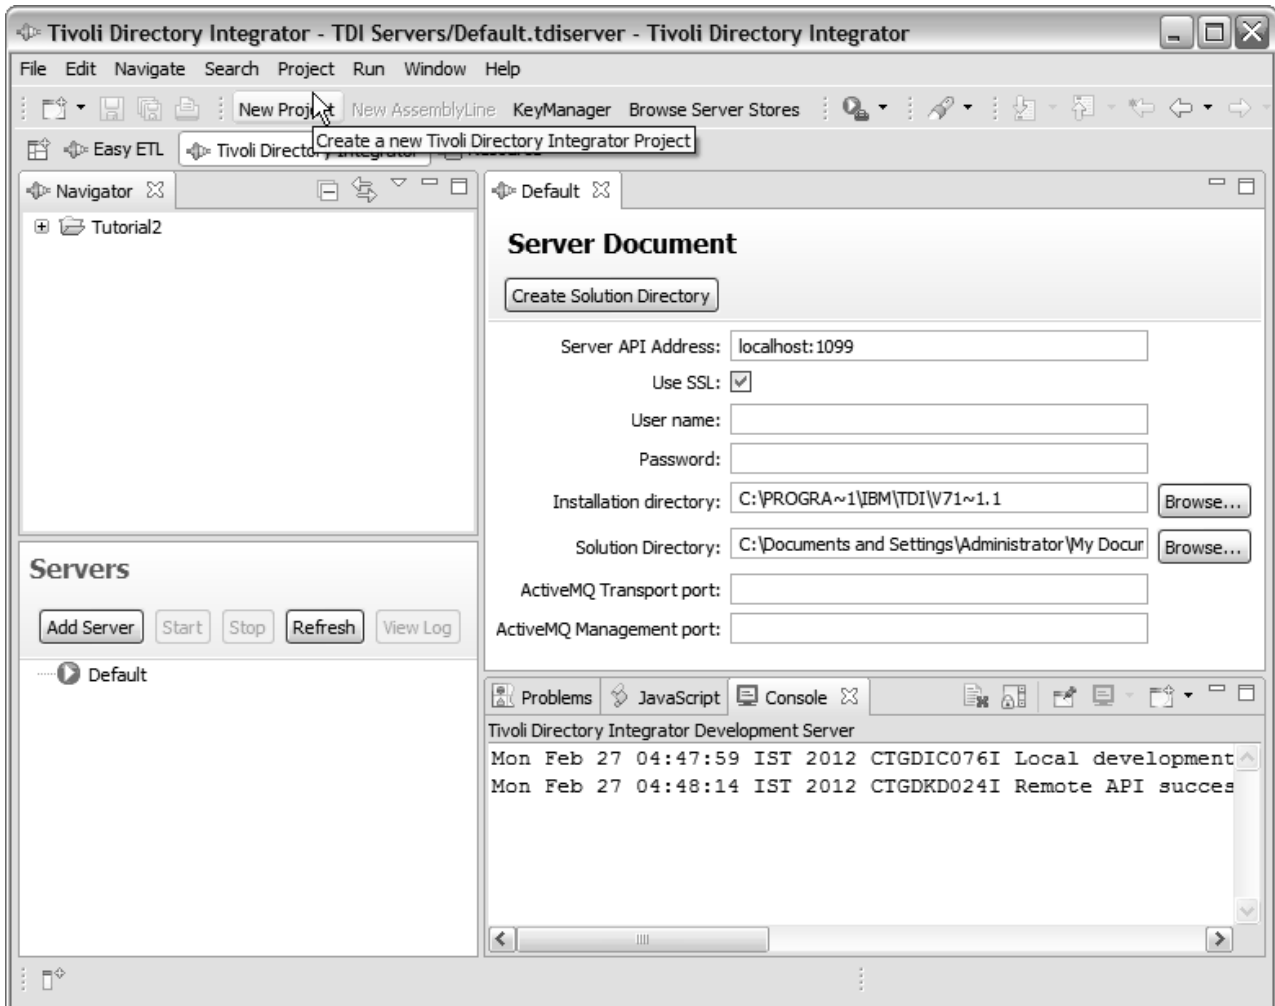 Tivoli Directory Integrator - TDI Servers/Default.tdiserver - Tivoli Directory Integrator
File Edit Navigate Search Project Run Window Help
New Project New AssemblyLine KeyManager Browse Server Stores
Create a new Tivoli Directory Integrator Project
Easy ETL Tivoli Directory Integrator
Navigator
Tutorial2
Default
Server Document
Create Solution Directory
Server API Address: localhost:1099
Use SSL:
User name:
Password:
Installation directory: C:\PROGRA~1\IBM\TDI\V71~1.1 Browse...
Solution Directory: C:\Documents and Settings\Administrator\My Docur Browse...
ActiveMQ Transport port:
ActiveMQ Management port:
Servers
Add Server Start Stop Refresh View Log
Default
Problems JavaScript Console
Tivoli Directory Integrator Development Server
Mon Feb 27 04:47:59 IST 2012 CTGDIC076I Local development
Mon Feb 27 04:48:14 IST 2012 CTGDKD024I Remote API succes